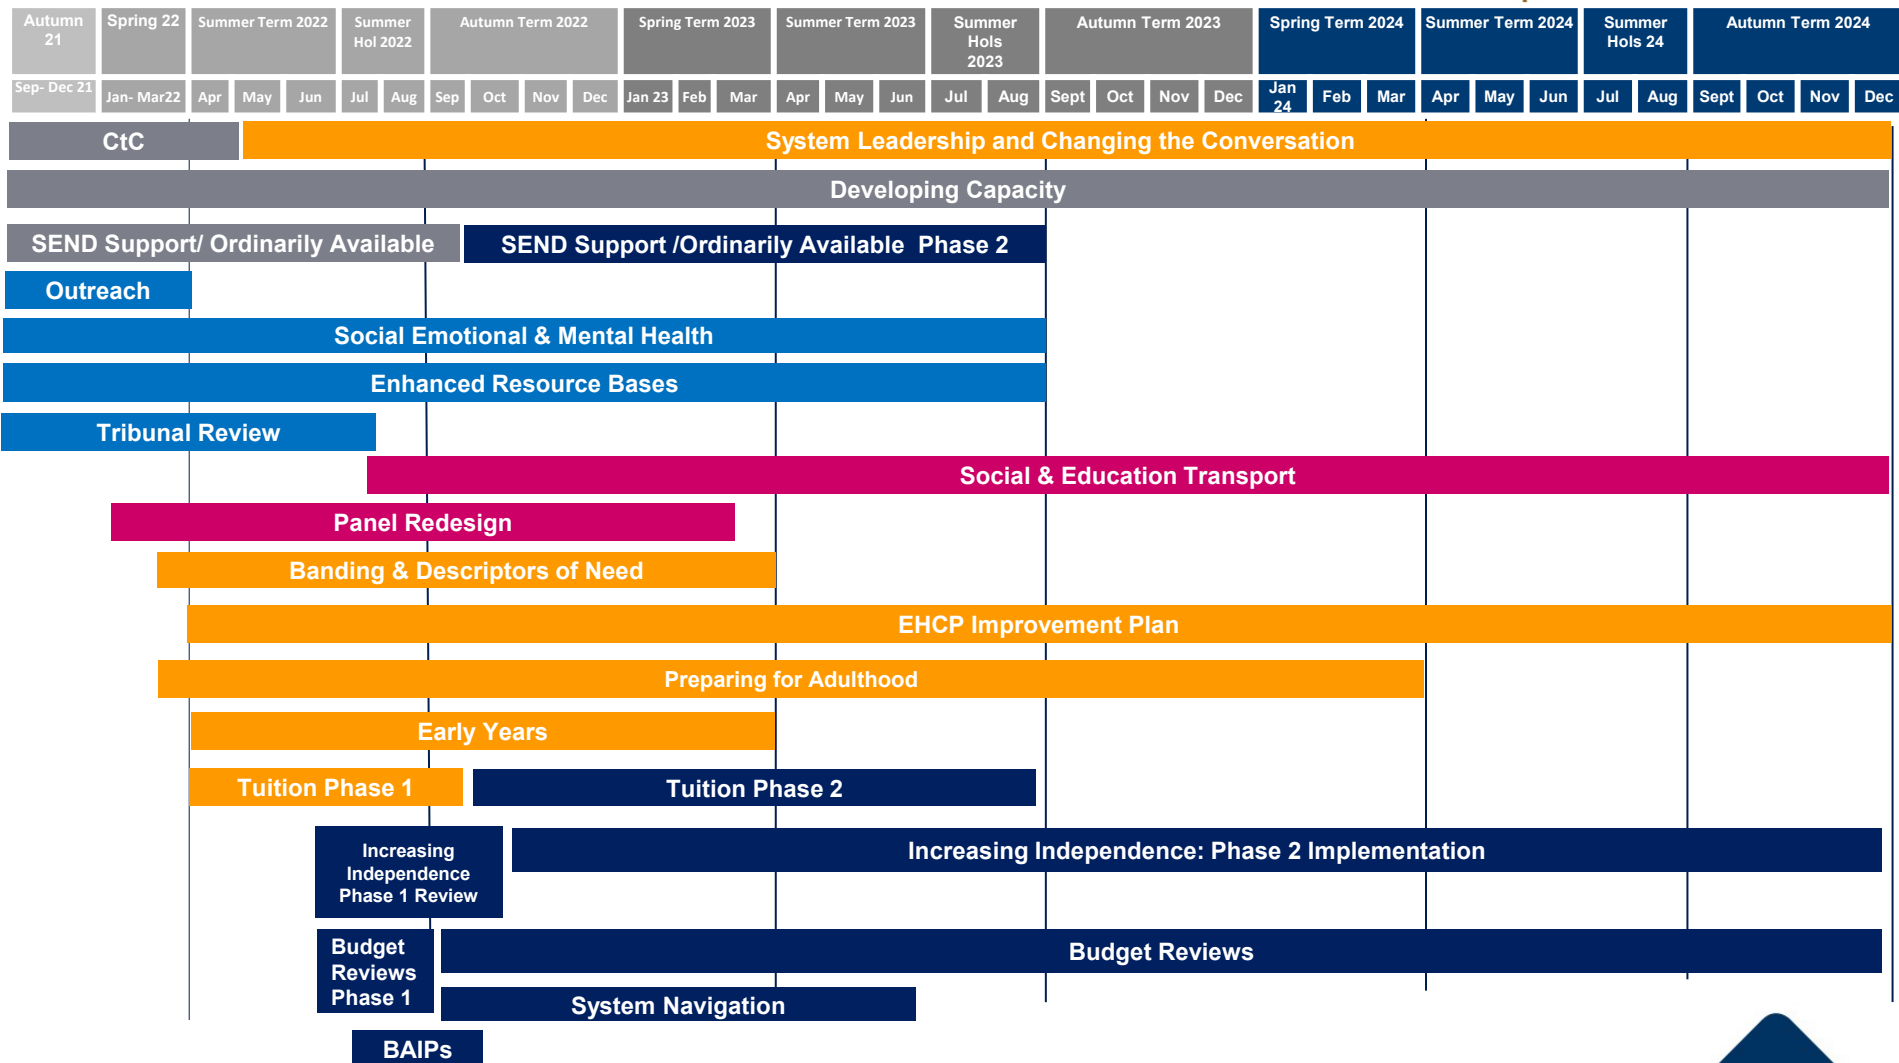 Autumn
21
Spring 22
Summer Term 2022
Summer
Hol 2022
Autumn Term 2022
Spring Term 2023
Summer Term 2023
Summer
Hols
2023
Autumn Term 2023
Spring Term 2024
Summer Term 2024
Summer
Hols 24
Autumn Term 2024
Sep- Dec 21
Jan- Mar22
Apr
May
Jun
Jul
Aug
Sep
Oct
Nov
Dec
Jan 23
Feb
Mar
Apr
May
Jun
Jul
Aug
Sept
Oct
Nov
Dec
Jan
24
Feb
Mar
Apr
May
Jun
Jul
Aug
Sept
Oct
Nov
Dec
CtC
System Leadership and Changing the Conversation
Developing Capacity
SEND Support/ Ordinarily Available
SEND Support /Ordinarily Available Phase 2
Outreach
Social Emotional & Mental Health
Enhanced Resource Bases
Tribunal Review
Social & Education Transport
Panel Redesign
Banding & Descriptors of Need
EHCP Improvement Plan
Preparing for Adulthood
Early Years
Tuition Phase 1
Tuition Phase 2
Increasing
Independence
Phase 1 Review
Increasing Independence: Phase 2 Implementation
Budget
Reviews
Phase 1
Budget Reviews
System Navigation
BAIPs